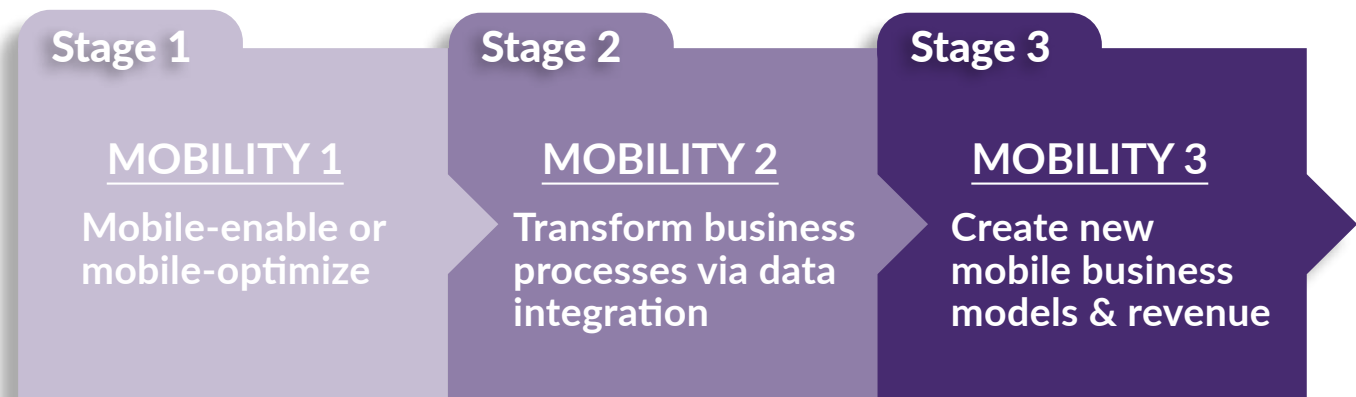 Stage 1
MOBILITY 1
Mobile-enable or
mobile-optimize
Stage 2
MOBILITY 2
Transform business
processes via data
integration
Stage 3
MOBILITY 3
Create new
mobile business
models & revenue